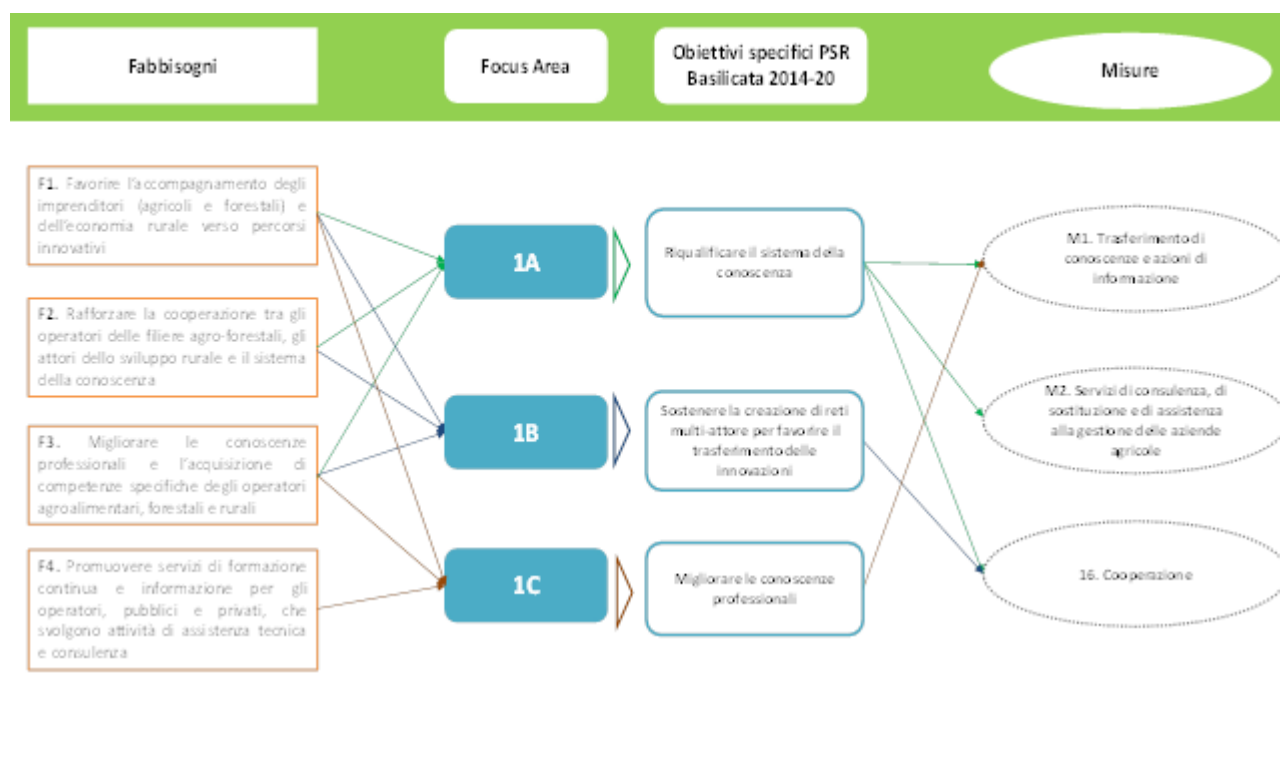 Fabbisogni
Focus Area
Obiettivi specifici PSR
Basilicata 2014-20
Misure
F1. Favorire l'accompagnamento degli
imprenditori (agricoli e forestali) e
dell'economia rurale verso percorsi
innovativi
F2. Rafforzare la cooperazione tra gli
operatori delle filiere agro-forestali, gli
attori dello sviluppo rurale e il sistema
della conoscenza
F3. Migliorare le conoscenze
professionali e l'acquisizione di
competenze specifiche degli operatori
agroalimentari, forestali e rurali
F4. Promuovere servizi di formazione
continua e informazione per gli
operatori, pubblici e privati, che
svolgono attività di assistenza tecnica
e consulenza
1A
1B
1C
Riqualificare il sistema della
conoscenza
Sostenere la creazione di reti
multi-attore per favorire il
trasferimento delle
innovazioni
Migliorare le conoscenze
professionali
M1. Trasferimento di
conoscenze e azioni di
informazione
M2. Servizi di consulenza, di
sostituzione e di assistenza
alla gestione delle aziende
agricole
16. Cooperazione